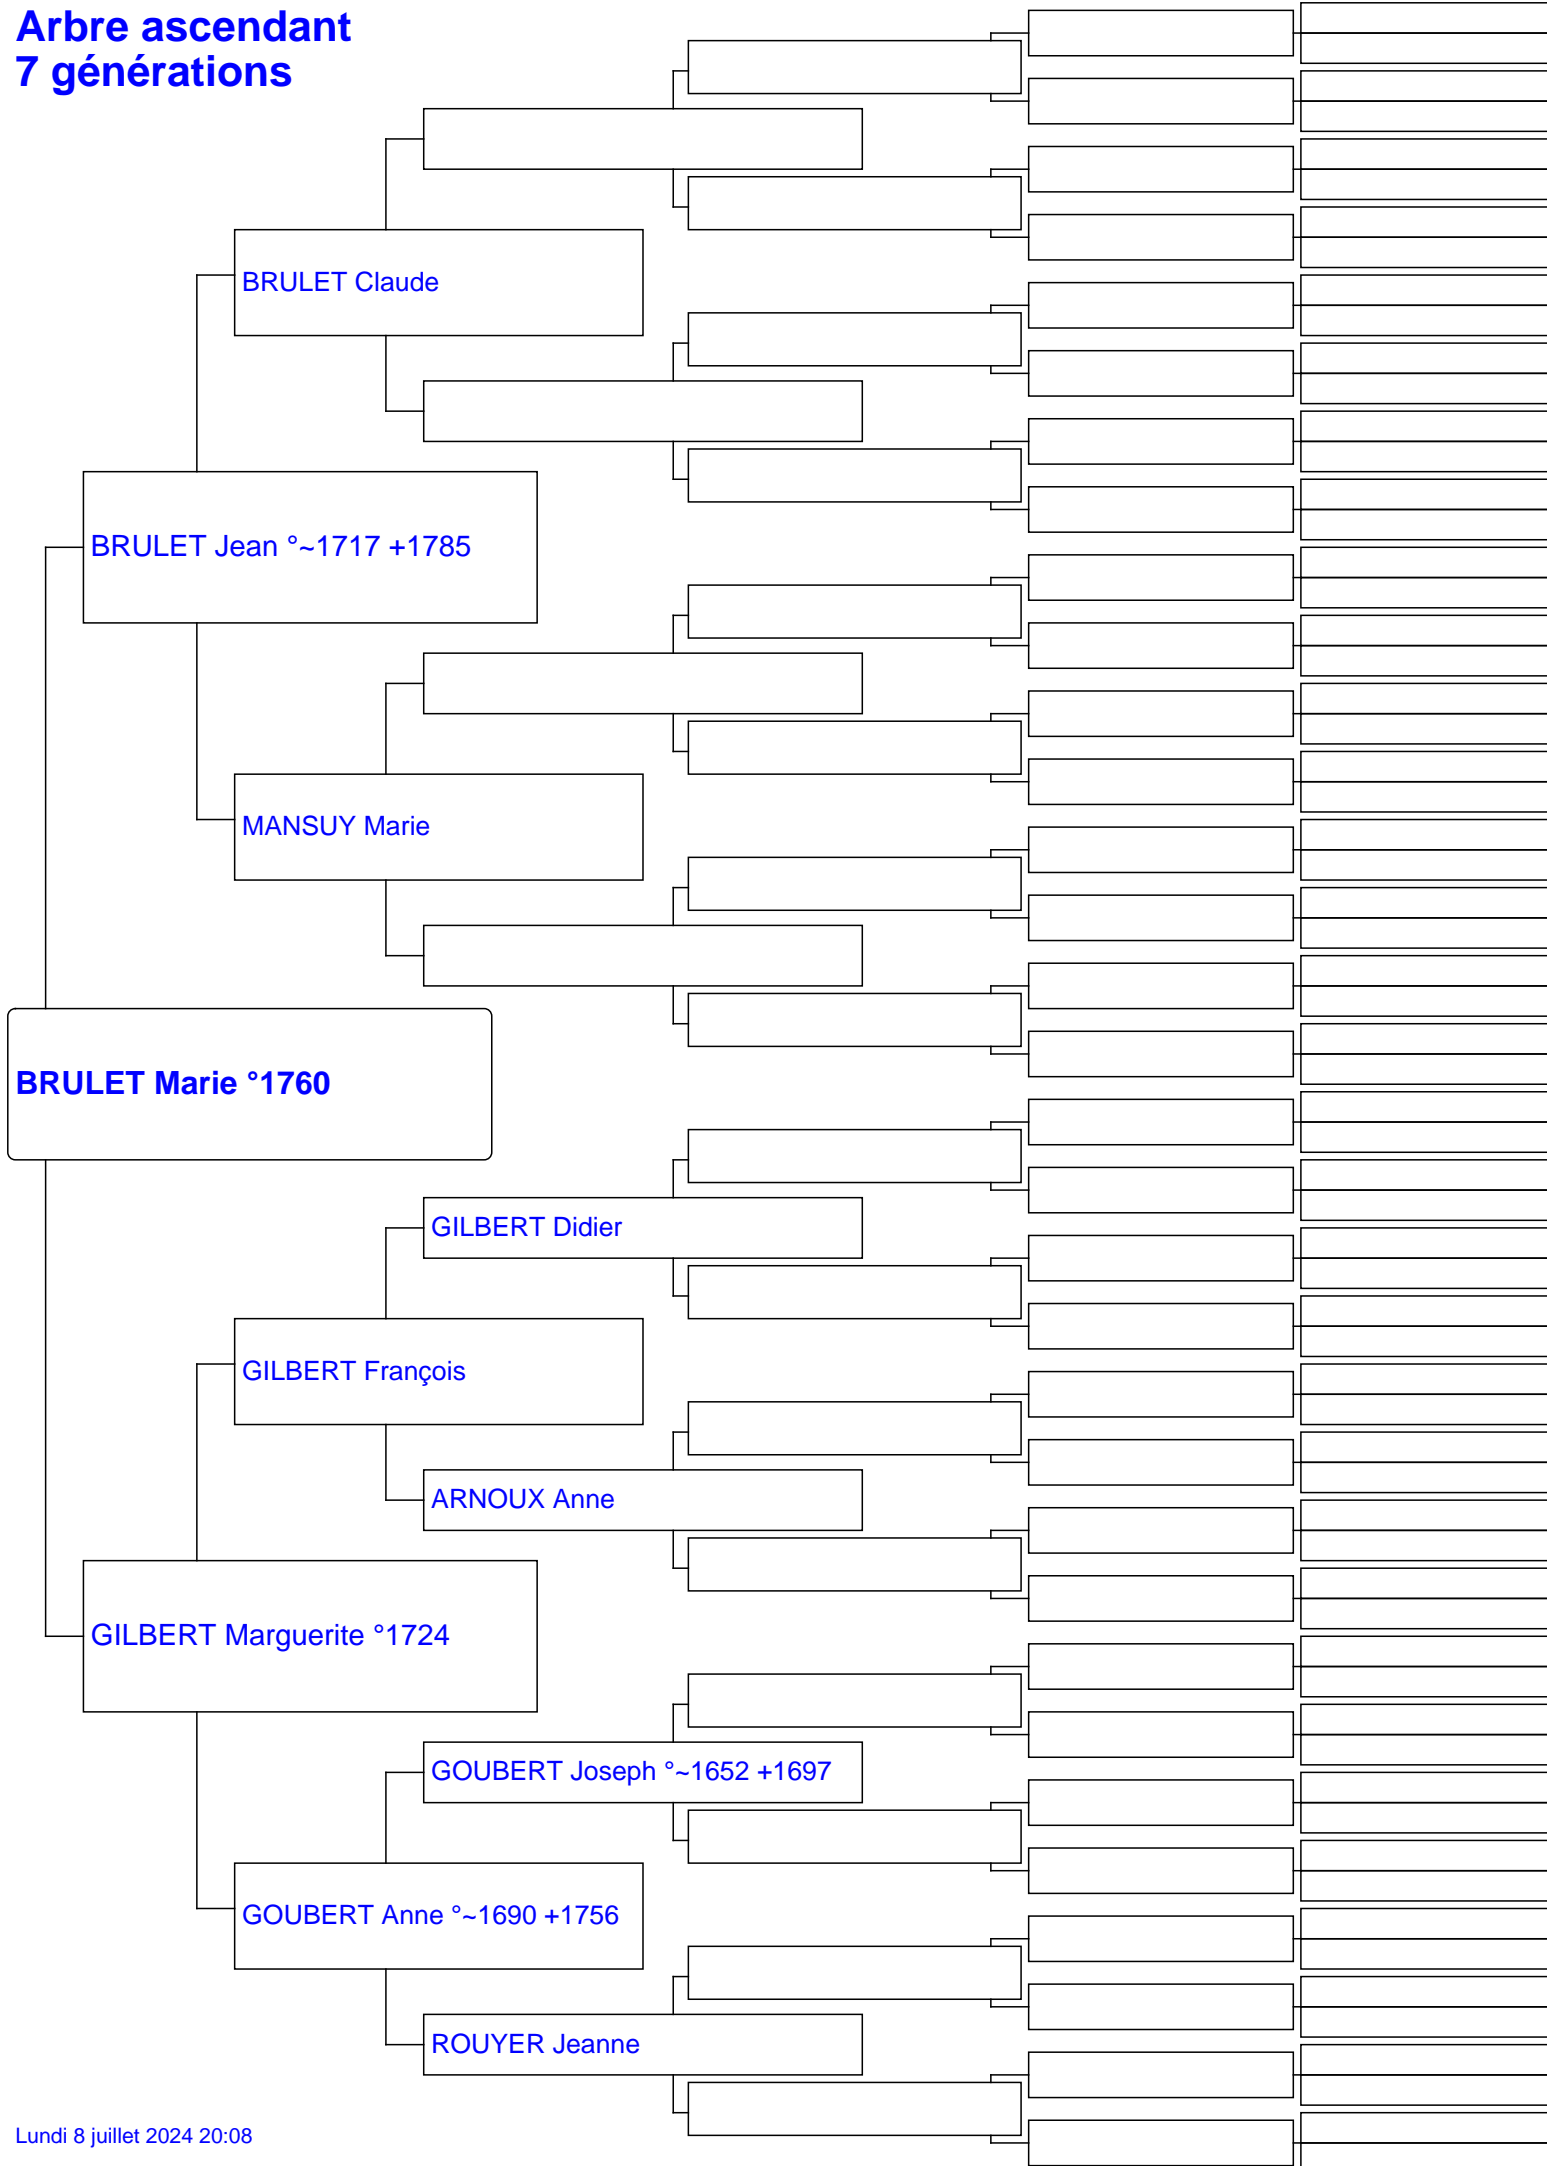 Arbre ascendant
7 générations
BRULET Claude
BRULET Jean °~1717 +1785
MANSUY Marie
BRULET Marie °1760
GILBERT Didier
GILBERT François
ARNOUX Anne
GILBERT Marguerite °1724
GOUBERT Joseph °~1652 +1697
GOUBERT Anne °~1690 +1756
ROUYER Jeanne
Lundi 8 juillet 2024 20:08